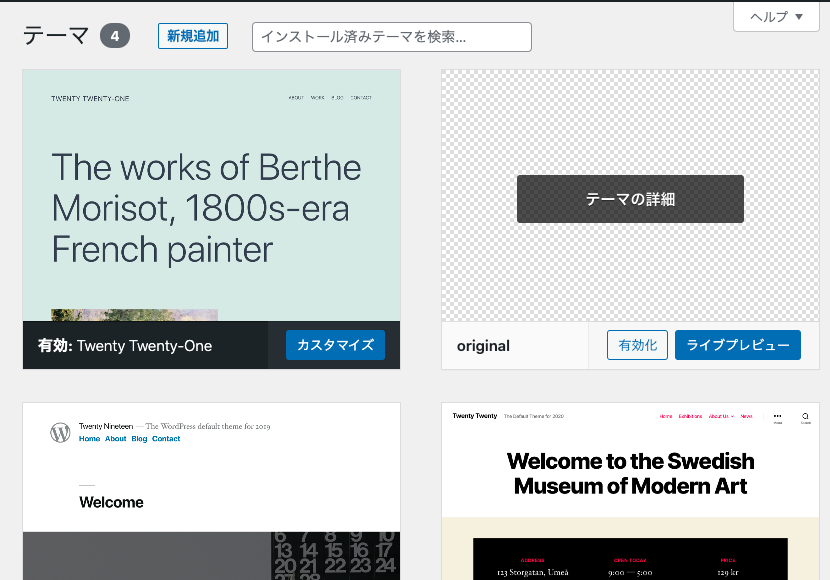 ヘルプ ▼
テーマ 4 新規追加 インストール済みテーマを検索...
TWENTY TWENTY-ONE ABOUT WORK BLOG CONTACT
The works of Berthe
Morisot, 1800s-era
French painter
有効: Twenty Twenty-One カスタマイズ
テーマの詳細
original 有効化 ライブプレビュー
Twenty Nineteen — The WordPress default theme for 2019
Home About Blog Contact
Welcome
6 7 8 9 10
13 14 15 16 17
20 21 22 23 24
27 28
Twenty Twenty The Default Theme for 2020 Home Exhibitions About Us News Menu Search
Welcome to the Swedish
Museum of Modern Art
ADDRESS OPEN TODAY PRICE
123 Storgatan, Umeå 9:00 — 5:00 129 kr